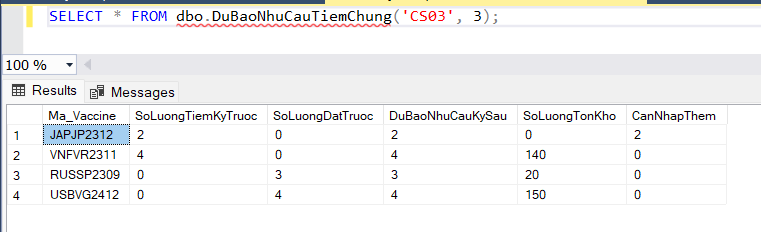 SELECT * FROM dbo.DuBaoNhuCauTiemChung('CS03', 3);
100 %
Results Messages
Ma_Vaccine SoLuongTiemKyTruoc SoLuongDatTruoc DuBaoNhuCauKySau SoLuongTonKho CanNhapThem
1 JAPJP2312 2 0 2 0 2
2 VNFVR2311 4 0 4 140 0
3 RUSSP2309 0 3 3 20 0
4 USBVG2412 0 4 4 150 0